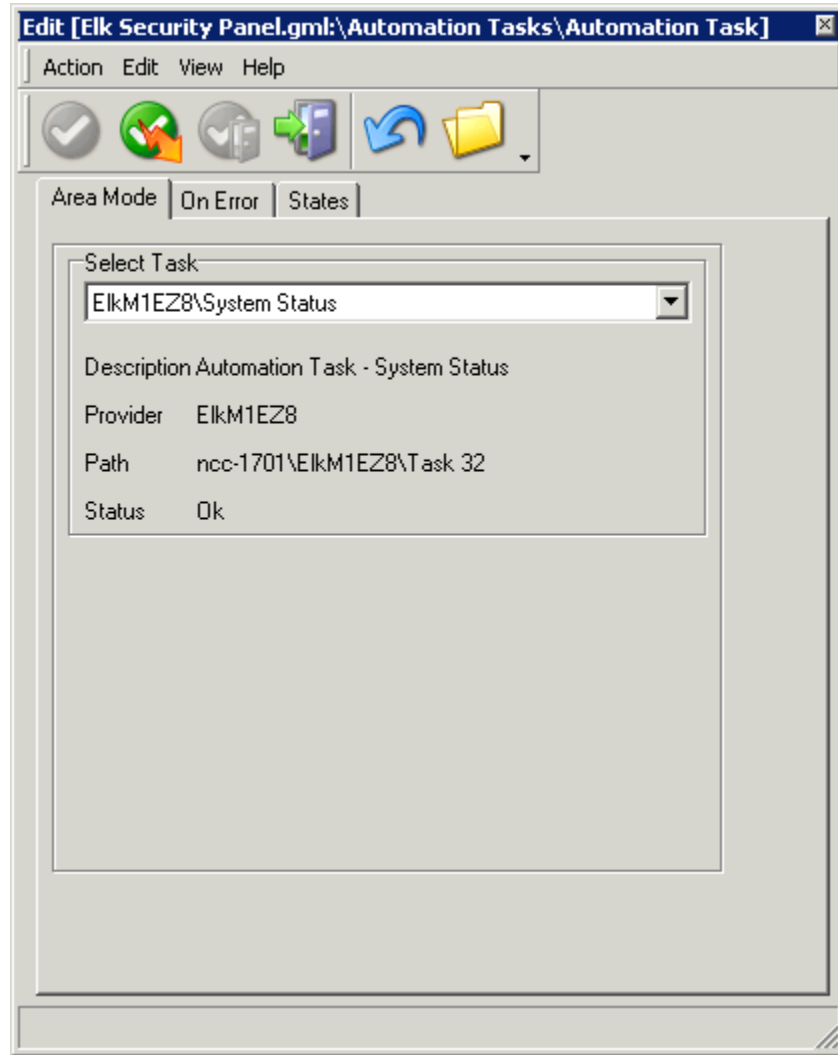 Edit [Elk Security Panel.gml:\Automation Tasks\Automation Task]
Action Edit View Help
Area Mode On Error States
Select Task
ElkM1EZ8\System Status
Description Automation Task - System Status
Provider ElkM1EZ8
Path ncc-1701\ElkM1EZ8\Task 32
Status Ok